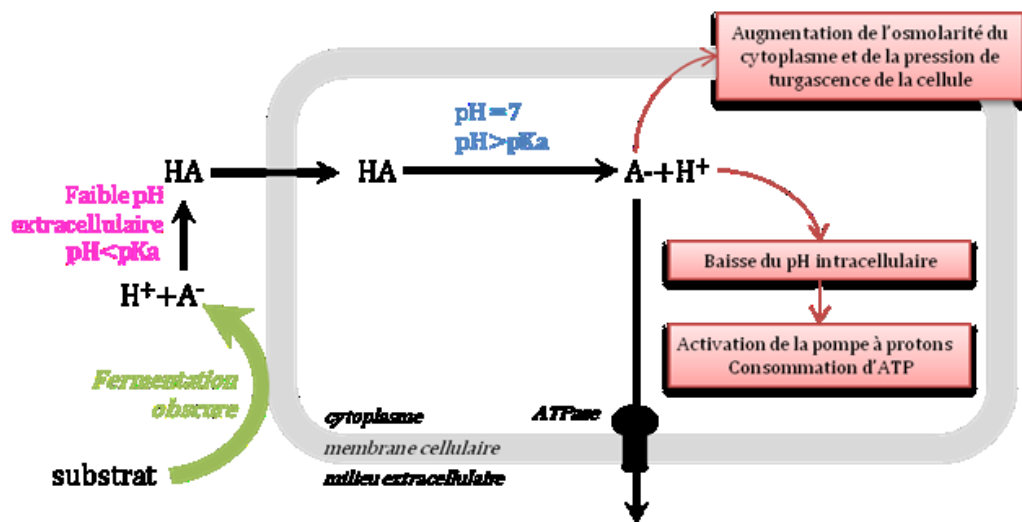 Augmentation de l'osmolarité du
cytoplasme et de la pression de
turgascence de la cellule
pH=7
pH>pKa
HA
HA
A-+H⁺
Faible pH
extracellulaire
pH<pKa
H⁺+A⁻
Baisse du pH intracellulaire
Activation de la pompe à protons
Consommation d'ATP
Fermentation
obscure
substrat
cytoplasme
ATPase
membrane cellulaire
milieu extracellulaire